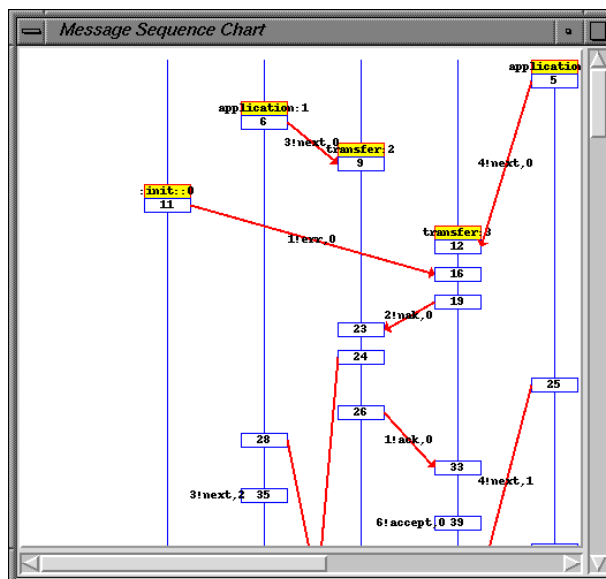 Message Sequence Chart
application
5
application:1
6
3!next,0
transfer:2
9
4!next,0
:init::0
11
transfer:3
12
1!err,0
16
19
2!nak,0
23
24
25
26
28
1!ack,0
33
4!next,1
3!next,2
35
6!accept,0
39